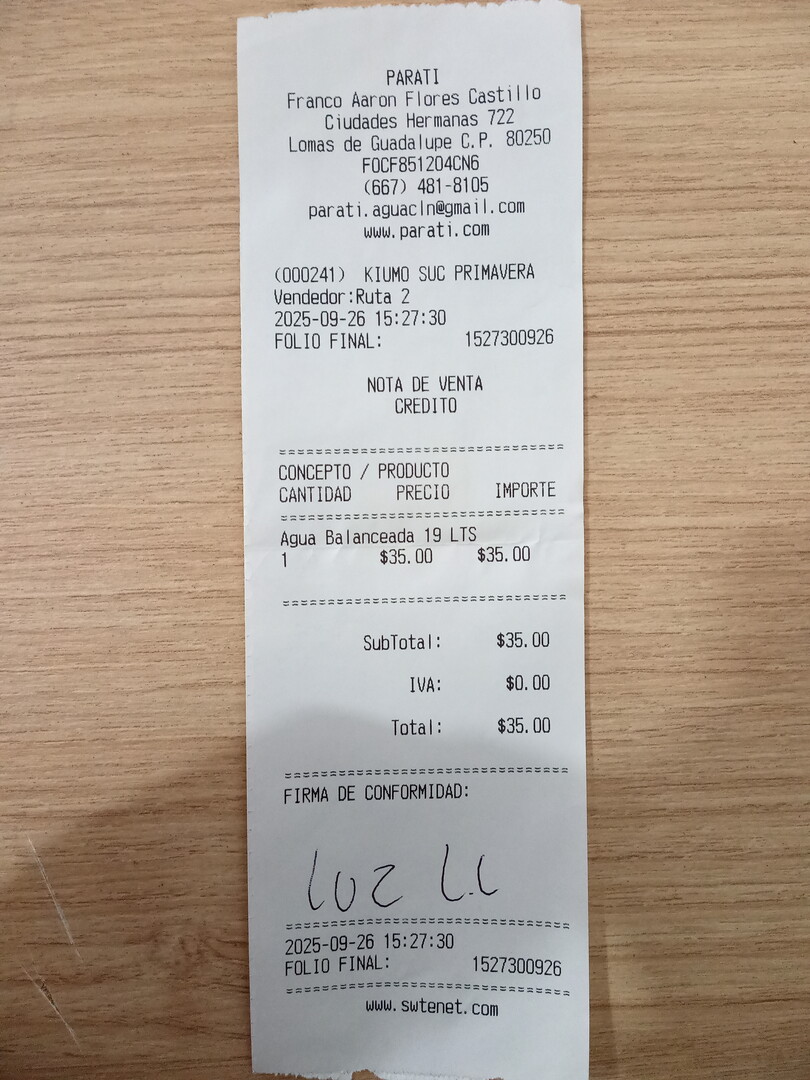 PARATI
Franco Aaron Flores Castillo
Ciudades Hermanas 722
Lomas de Guadalupe C.P. 80250
FOCF851204CN6
(667) 481-8105
parati.aguacln@gmail.com
www.parati.com
(000241) KIUMO SUC PRIMAVERA
Vendedor:Ruta 2
2025-09-26 15:27:30
FOLIO FINAL: 1527300926
NOTA DE VENTA
CREDITO
CONCEPTO / PRODUCTO
CANTIDAD PRECIO IMPORTE
Agua Balanceada 19 LTS
1 $35.00 $35.00
SubTotal: $35.00
IVA: $0.00
Total: $35.00
FIRMA DE CONFORMIDAD:
luz
2025-09-26 15:27:30
FOLIO FINAL: 1527300926
www.swtenet.com